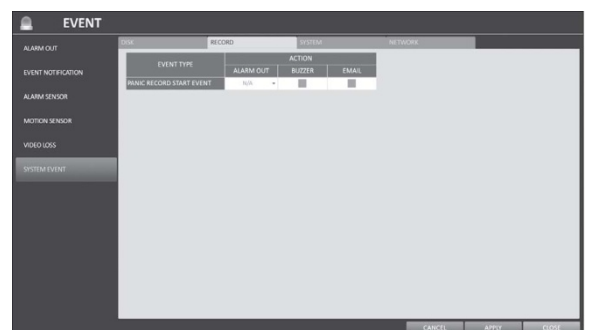 EVENT
ALARM OUT
EVENT NOTIFICATION
ALARM SENSOR
MOTION SENSOR
VIDEO LOSS
SYSTEM EVENT
DISK RECORD SYSTEM NETWORK
EVENT TYPE ACTION
ALARM OUT BUZZER EMAIL
PANIC RECORD START EVENT N/A
CANCEL APPLY CLOSE